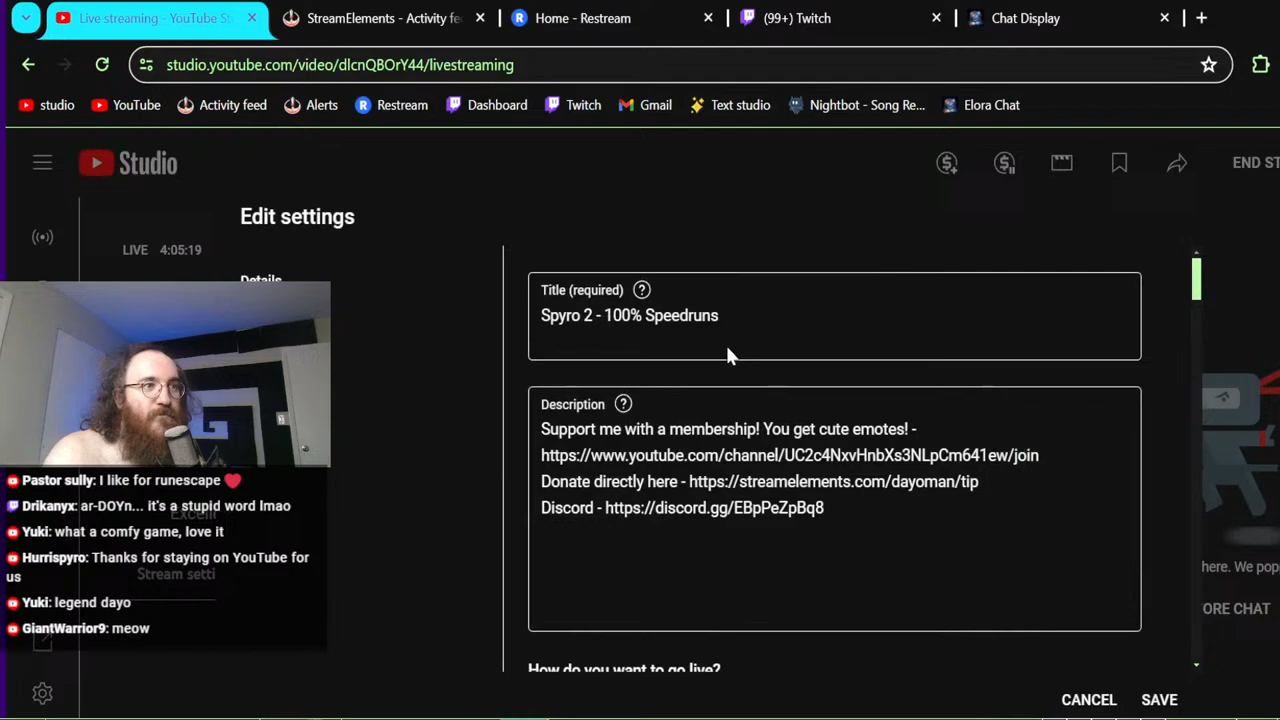 Live streaming - YouTube St
StreamElements - Activity fe
Home - Restream
(99+) Twitch
Chat Display
studio.youtube.com/video/dlcnQBOrY44/livestreaming
studio
YouTube
Activity feed
Alerts
Restream
Dashboard
Twitch
Gmail
Text studio
Nightbot - Song Re...
Elora Chat
Studio
END ST
Edit settings
LIVE 4:05:19
Details
Title (required)
Spyro 2 - 100% Speedruns
Description
Support me with a membership! You get cute emotes! -
https://www.youtube.com/channel/UC2c4NxvHnbXs3NLpCm641ew/join
Donate directly here - https://streamelements.com/dayoman/tip
Discord - https://discord.gg/EBpPeZpBq8
How do you want to go live?
CANCEL
SAVE
Pastor sully: I like for runescape ❤️
Drikanyx: ar-DOYn... it's a stupid word lmao
Excell
Yuki: what a comfy game, love it
Hurrispyro: Thanks for staying on YouTube for
us
Stream setti
Yuki: legend dayo
GiantWarrior9: meow
here. We pop
ORE CHAT